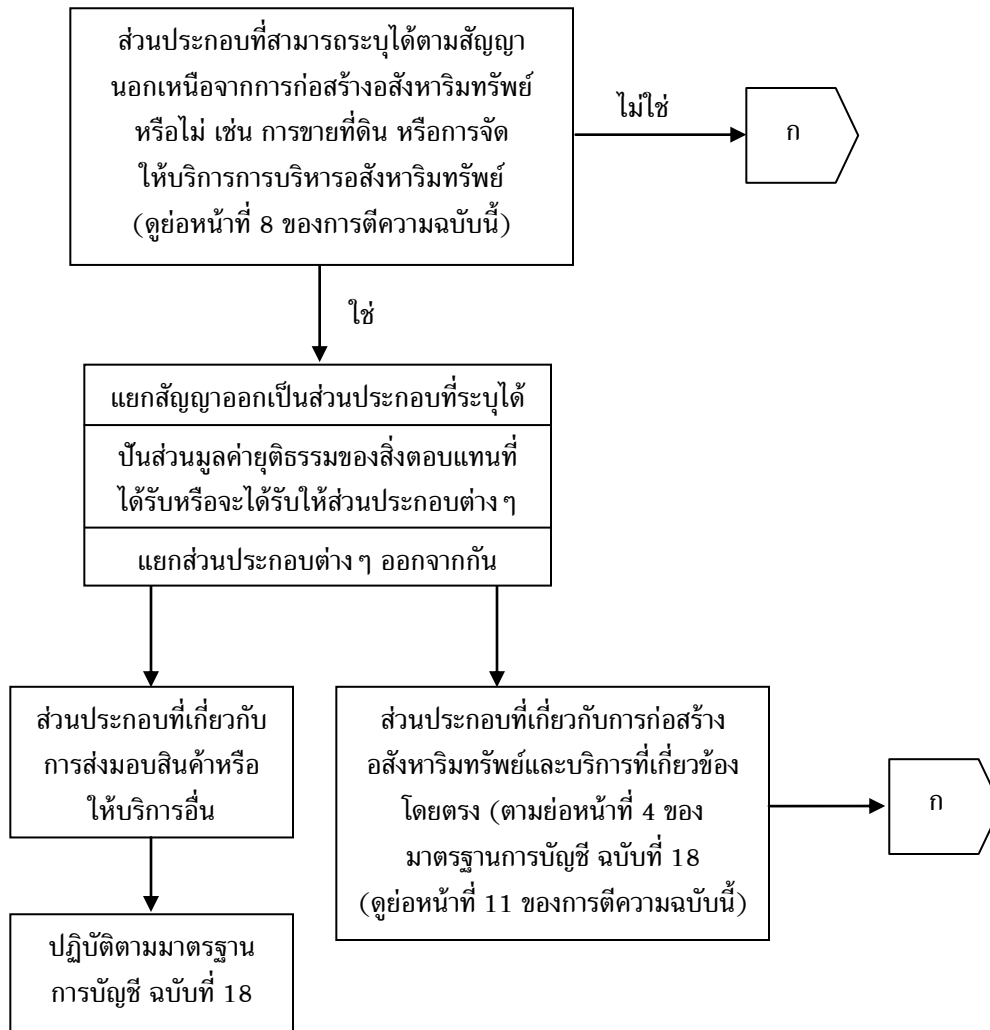 ส่วนประกอบที่สามารถระบุได้ตามสัญญา
นอกเหนือจากการก่อสร้างอสังหาริมทรัพย์
หรือไม่ เช่น การขายที่ดิน หรือการจัด
ให้บริการการบริหารอสังหาริมทรัพย์
(ดูย่อหน้าที่ 8 ของการตีความฉบับนี้)
ไม่ใช่
ก
ใช่
แยกสัญญาออกเป็นส่วนประกอบที่ระบุได้
ปันส่วนมูลค่ายุติธรรมของสิ่งตอบแทนที่
ได้รับหรือจะได้รับให้ส่วนประกอบต่างๆ
แยกส่วนประกอบต่างๆ ออกจากกัน
ส่วนประกอบที่เกี่ยวกับ
การส่งมอบสินค้าหรือ
ให้บริการอื่น
ส่วนประกอบที่เกี่ยวกับการก่อสร้าง
อสังหาริมทรัพย์และบริการที่เกี่ยวข้อง
โดยตรง (ตามย่อหน้าที่ 4 ของ
มาตรฐานการบัญชี ฉบับที่ 18
(ดูย่อหน้าที่ 11 ของการตีความฉบับนี้)
ก
ปฏิบัติตามมาตรฐาน
การบัญชี ฉบับที่ 18